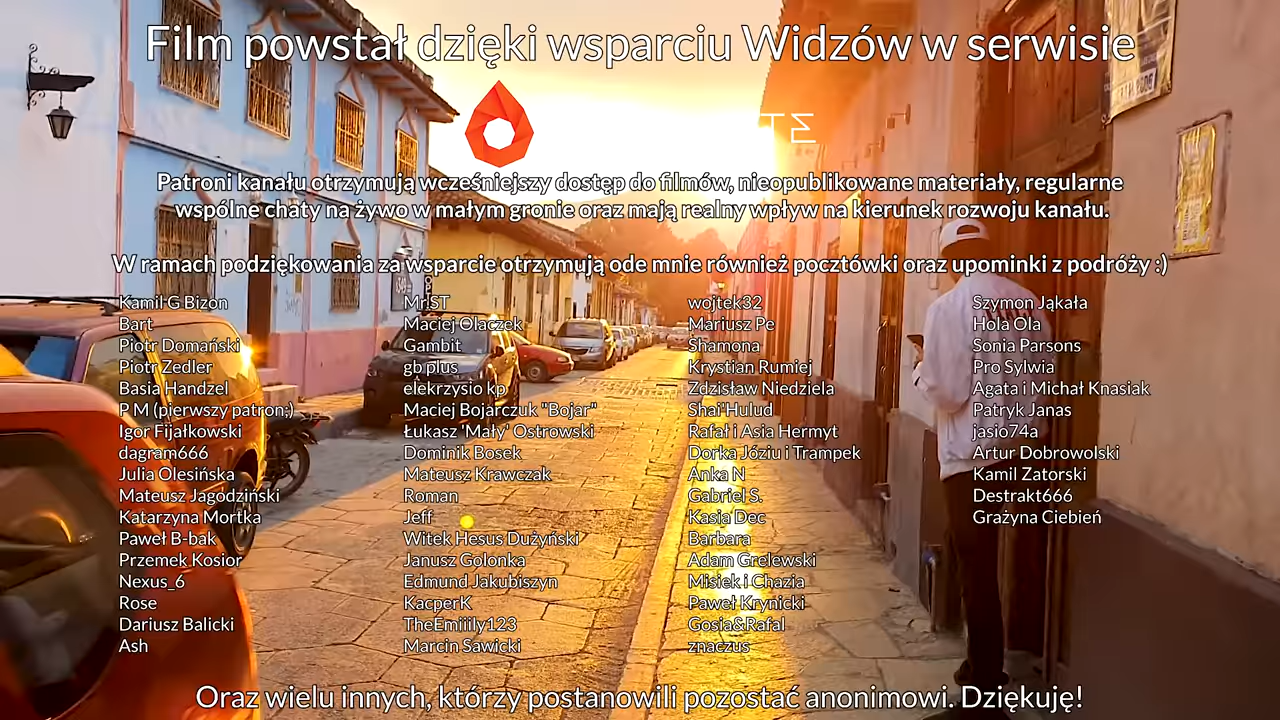 Film powstał dzięki wsparciu Widzów w serwisie
TE
Patroni kanału otrzymują wcześniejszy dostęp do filmów, nieopublikowane materiały, regularne
wspólne chaty na żywo w małym gronie oraz mają realny wpływ na kierunek rozwoju kanału.
W ramach podziękowania za wsparcie otrzymują ode mnie również pocztówki oraz upominki z podróży :)
Kamil G Bizon
Bart
Piotr Domański
Piotr Zedler
Basia Handzel
P M (pierwszy patron;)
Igor Fijałkowski
dagram666
Julia Olesińska
Mateusz Jagodziński
Katarzyna Mortka
Paweł B-bak
Przemek Kosior
Nexus_6
Rose
Dariusz Balicki
Ash
Mr!ST
Maciej Olaczek
Gambit
gb plus
elekrzysio kp
Maciej Bojarczuk "Bojar"
Łukasz 'Mały' Ostrowski
Dominik Bosek
Mateusz Krawczak
Roman
Jeff
Witek Hesus Dużyński
Janusz Golonka
Edmund Jakubiszyn
KacperK
TheEmiiily123
Marcin Sawicki
wojtek32
Mariusz Pe
Shamona
Krystian Rumiej
Zdzisław Niedziela
Shai'Hulud
Rafał i Asia Hermyt
Dorka Józiu i Trampek
Anka N
Gabriel S.
Kasia Dec
Barbara
Adam Grelewski
Misiek i Chazia
Paweł Krynicki
Gosia&Rafal
znaczus
Szymon Jąkała
Hola Ola
Sonia Parsons
Pro Sylwia
Agata i Michał Knasiak
Patryk Janas
jasio74a
Artur Dobrowolski
Kamil Zatorski
Destrakt666
Grażyna Ciebień
Oraz wielu innych, którzy postanowili pozostać anonimowi. Dziękuję!